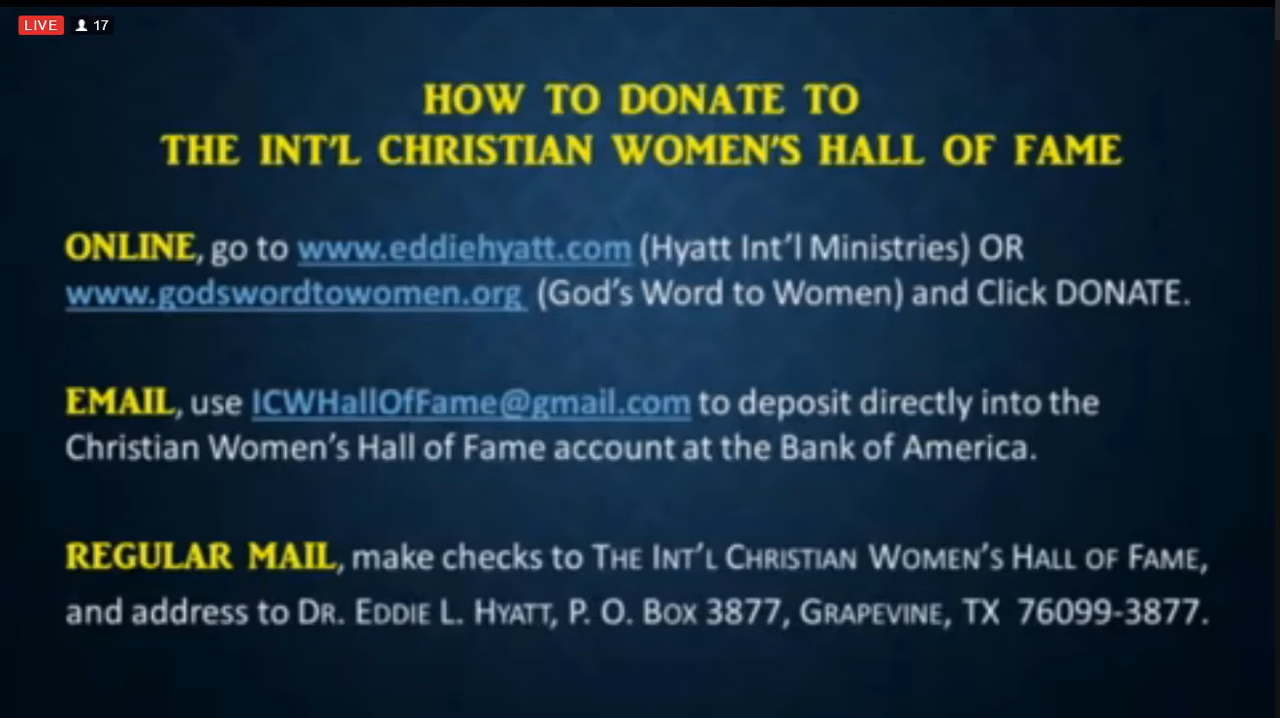 LIVE 17
HOW TO DONATE TO
THE INT'L CHRISTIAN WOMEN'S HALL OF FAME
ONLINE, go to www.eddiehyatt.com (Hyatt Int'l Ministries) OR
www.godswordtowomen.org (God's Word to Women) and Click DONATE.
EMAIL, use ICWHallOfFame@gmail.com to deposit directly into the
Christian Women's Hall of Fame account at the Bank of America.
REGULAR MAIL, make checks to THE INT'L CHRISTIAN WOMEN'S HALL OF FAME,
and address to DR. EDDIE L. HYATT, P. O. BOX 3877, GRAPEVINE, TX 76099-3877.